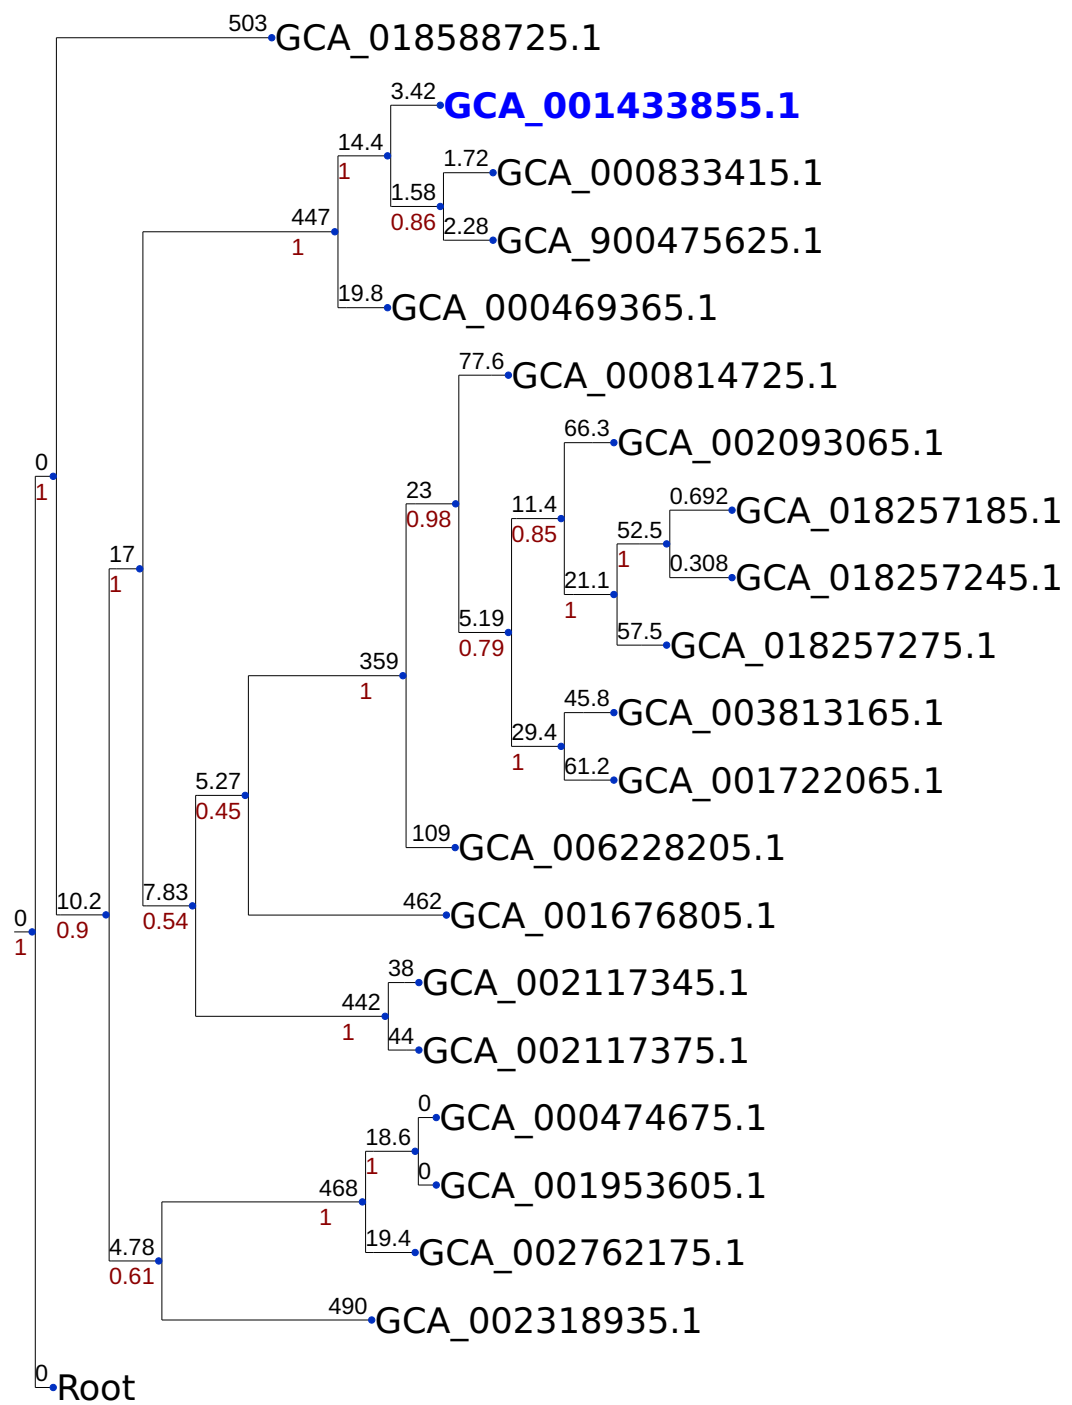 503
GCA_018588725.1
3.42
GCA_001433855.1
14.4
1
1.72
GCA_000833415.1
1.58
0.86
447
1
2.28
GCA_900475625.1
19.8
GCA_000469365.1
77.6
GCA_000814725.1
66.3
GCA_002093065.1
0
1
23
0.98
11.4
0.85
0.692
GCA_018257185.1
52.5
1
17
1
0.308
GCA_018257245.1
21.1
1
5.19
0.79
57.5
GCA_018257275.1
359
1
45.8
GCA_003813165.1
29.4
1
61.2
GCA_001722065.1
5.27
0.45
109
GCA_006228205.1
7.83
0.54
10.2
0.9
462
GCA_001676805.1
0
1
38
GCA_002117345.1
442
1
44
GCA_002117375.1
0
GCA_000474675.1
18.6
1
0
GCA_001953605.1
468
1
19.4
GCA_002762175.1
4.78
0.61
490
GCA_002318935.1
0
Root